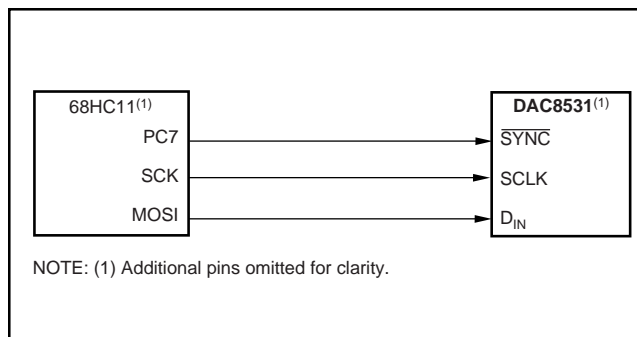 68HC11(1)
PC7
SCK
MOSI
DAC8531(1)
SYNC
SCLK
DIN
NOTE: (1) Additional pins omitted for clarity.